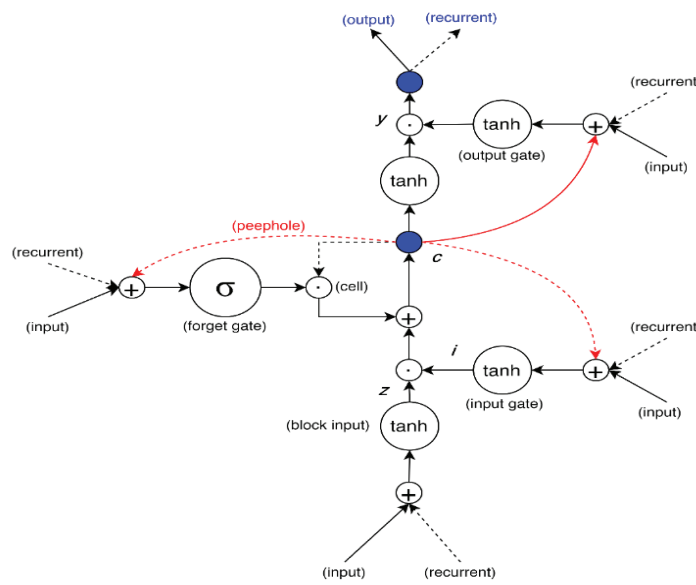 (output) (recurrent)
(recurrent)
y · tanh +
(output gate)
(input)
tanh
(peephole)
(recurrent)
c
+ σ · (cell)
(input) (forget gate)
+
(recurrent)
i
· tanh +
z (input gate)
(input)
(block input) tanh
+
(input) (recurrent)